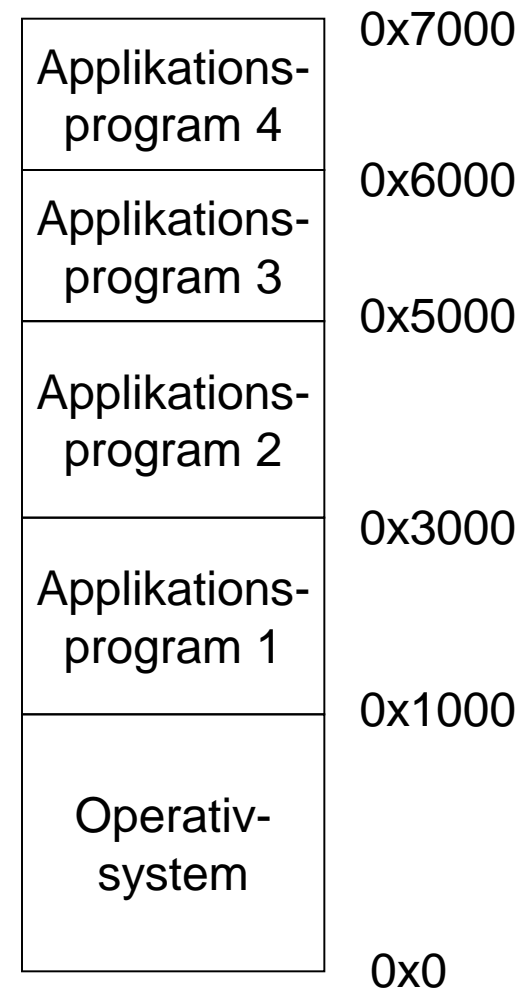 0x7000
Applikations-
program 4
0x6000
Applikations-
program 3
0x5000
Applikations-
program 2
0x3000
Applikations-
program 1
0x1000
Operativ-
system
0x0